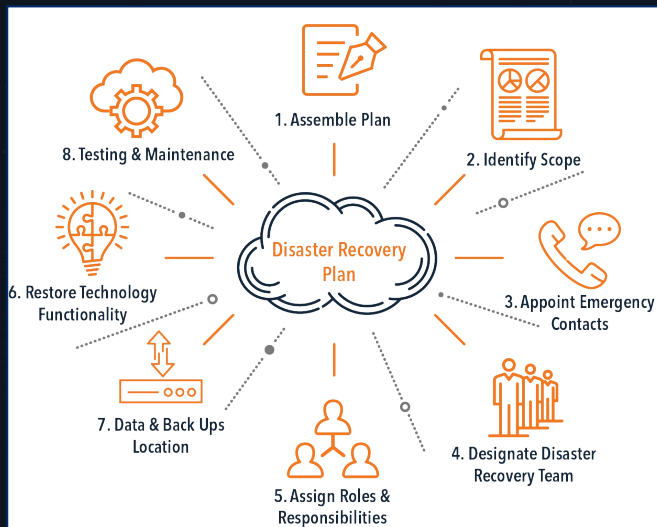 Disaster Recovery
Plan
1. Assemble Plan
2. Identify Scope
3. Appoint Emergency
Contacts
4. Designate Disaster
Recovery Team
5. Assign Roles &
Responsibilities
7. Data & Back Ups
Location
6. Restore Technology
Functionality
8. Testing & Maintenance